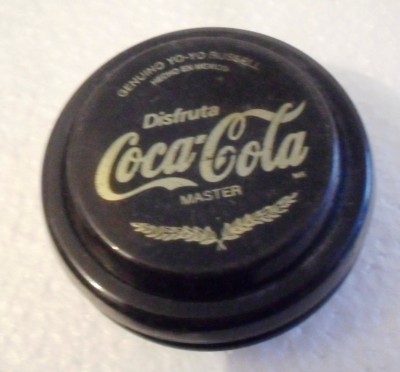 GENUINO YO-YO RUSSELL
HECHO EN MEXICO
Disfruta
Coca-Cola
MASTER